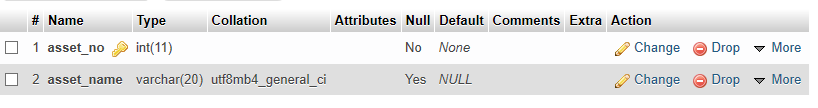 # Name Type Collation Attributes Null Default Comments Extra Action
1 asset_no int(11) No None Change Drop More
2 asset_name varchar(20) utf8mb4_general_ci Yes NULL Change Drop More